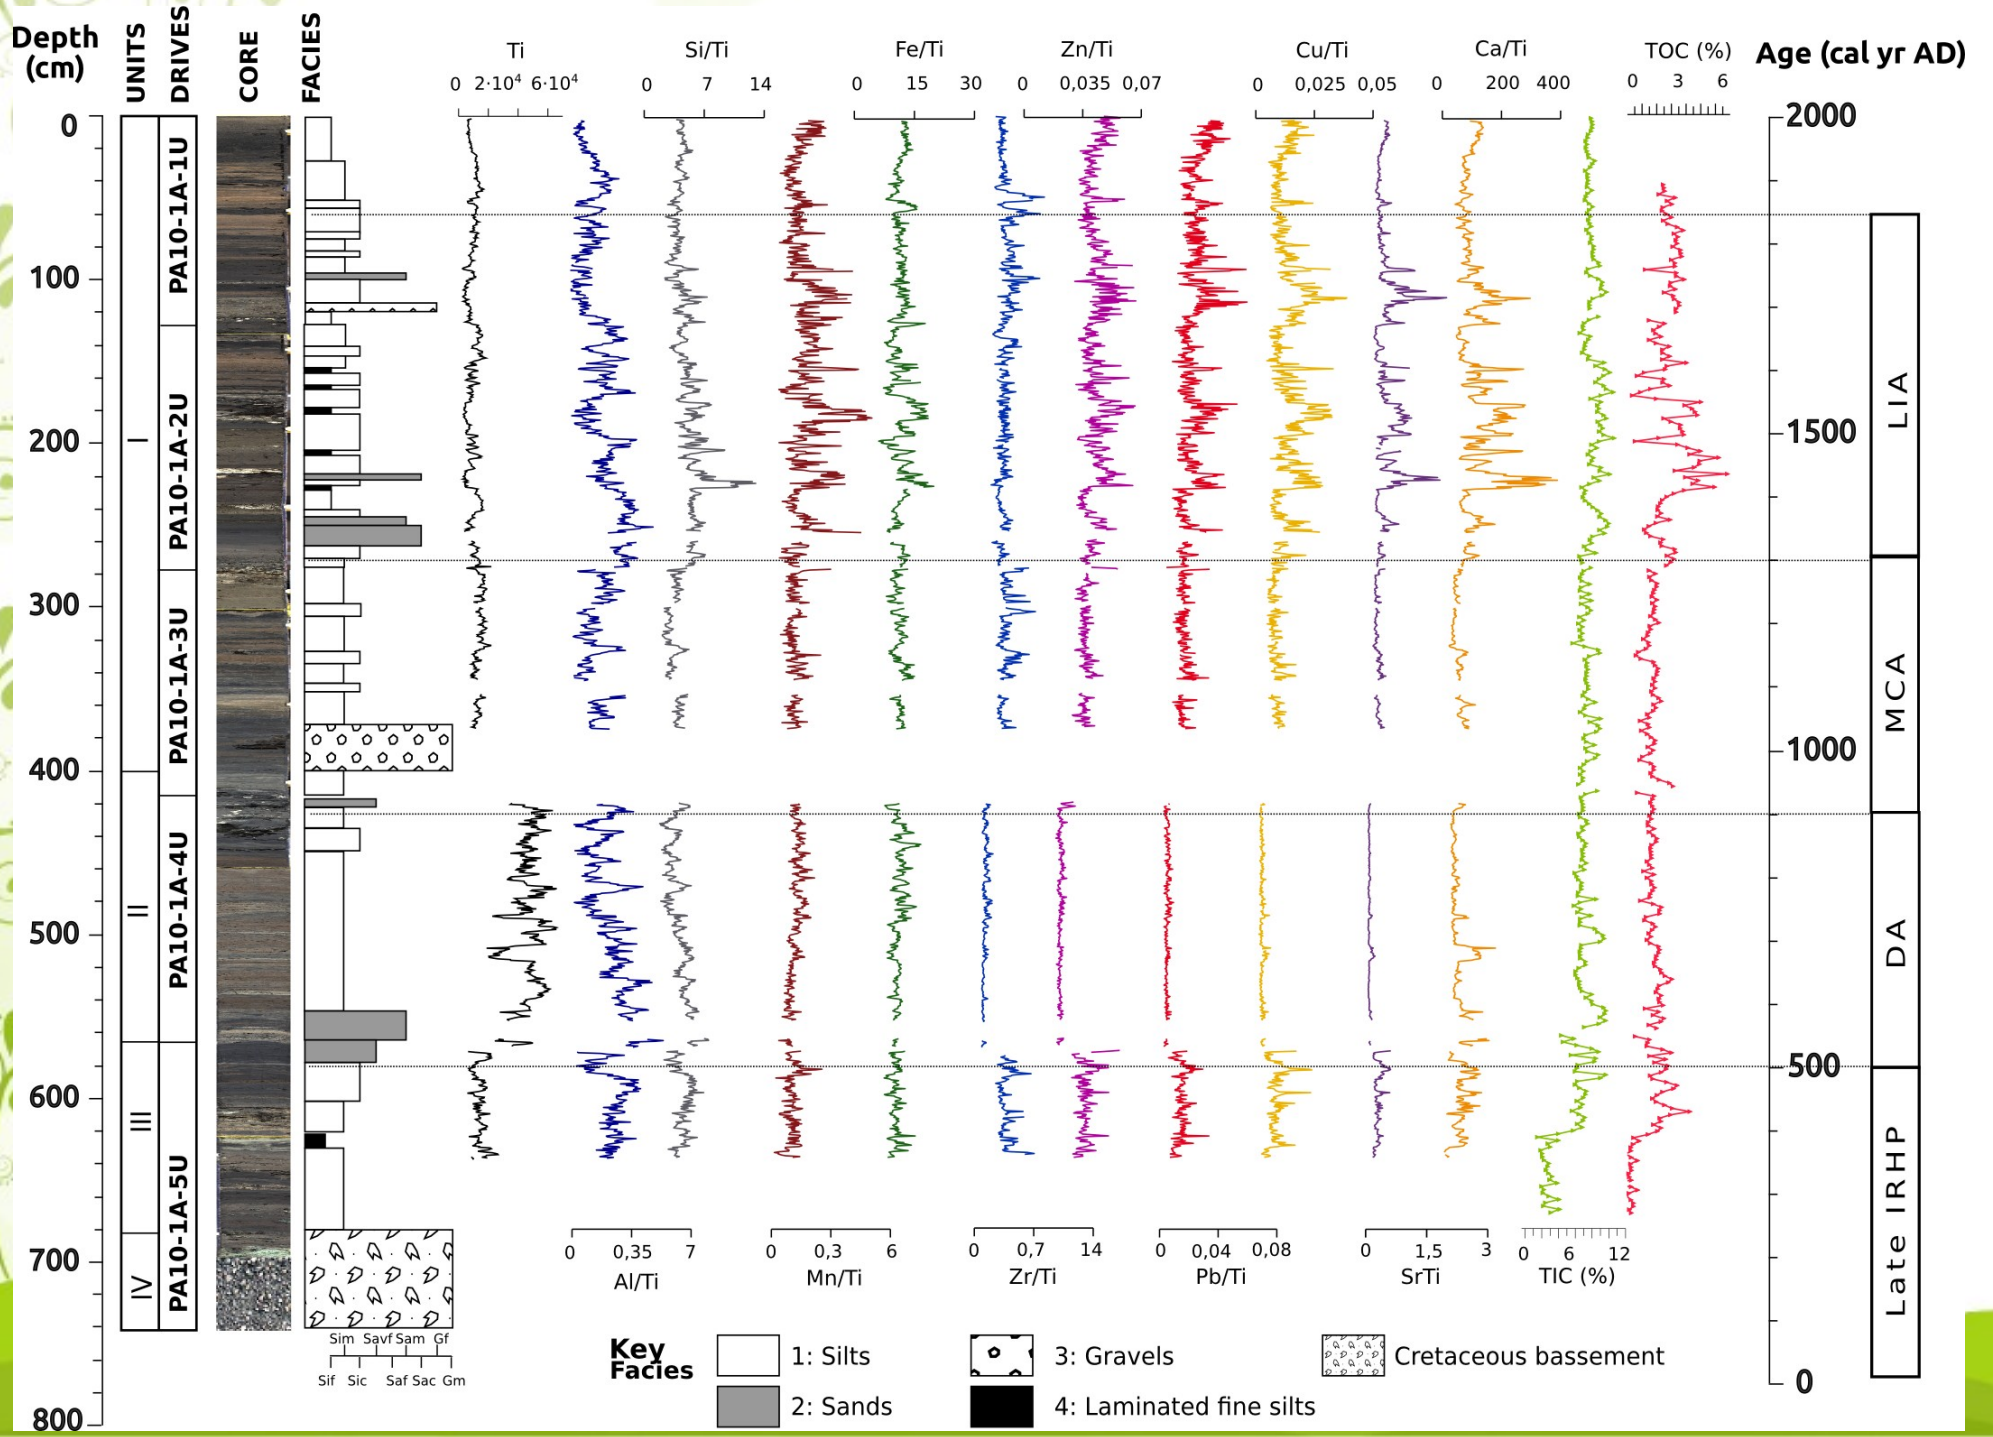 Depth
(cm)
UNITS
DRIVES
CORE
FACIES
Ti
Si/Ti
Fe/Ti
Zn/Ti
Cu/Ti
Ca/Ti
TOC (%)
Age (cal yr AD)
0 2·10⁴ 6·10⁴
0 7 14
0 15 30
0 0,035 0,07
0 0,025 0,05
0 200 400
0 3 6
0
100
200
300
400
500
600
700
800
I
II
III
IV
PA10-1A-1U
PA10-1A-2U
PA10-1A-3U
PA10-1A-4U
PA10-1A-5U
2000
1500
1000
500
0
LIA
MCA
DA
Late IRHP
0 0,35 7
Al/Ti
0 0,3 6
Mn/Ti
0 0,7 14
Zr/Ti
0 0,04 0,08
Pb/Ti
0 1,5 3
SrTi
0 6 12
TIC (%)
Sim Savf Sam Gf
Sif Sic Saf Sac Gm
Key
Facies
1: Silts
2: Sands
3: Gravels
4: Laminated fine silts
Cretaceous bassement